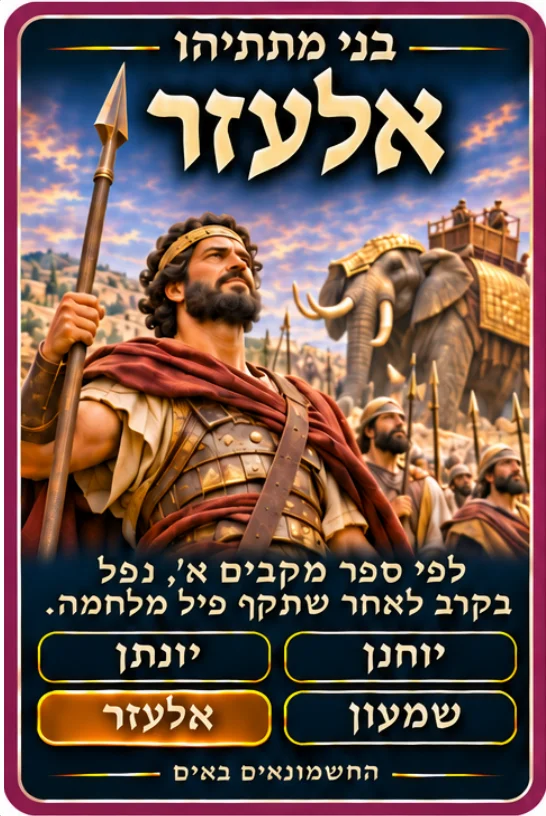 בני מתתיהו
אלעזר
לפי ספר מקבים א', נפל
בקרב לאחר שתקף פיל מלחמה.
יוחנן יונתן
שמעון אלעזר
החשמונאים באים